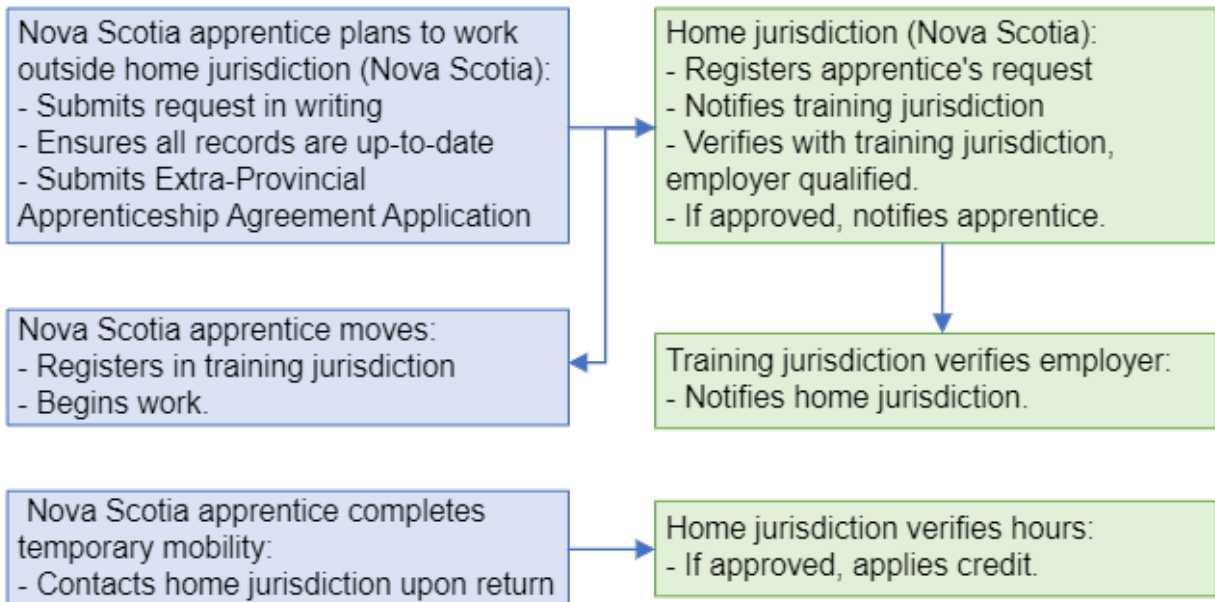 Nova Scotia apprentice plans to work
outside home jurisdiction (Nova Scotia):
- Submits request in writing
- Ensures all records are up-to-date
- Submits Extra-Provincial
Apprenticeship Agreement Application
Home jurisdiction (Nova Scotia):
- Registers apprentice's request
- Notifies training jurisdiction
- Verifies with training jurisdiction,
employer qualified.
- If approved, notifies apprentice.
Nova Scotia apprentice moves:
- Registers in training jurisdiction
- Begins work.
Training jurisdiction verifies employer:
- Notifies home jurisdiction.
Nova Scotia apprentice completes
temporary mobility:
- Contacts home jurisdiction upon return
Home jurisdiction verifies hours:
- If approved, applies credit.